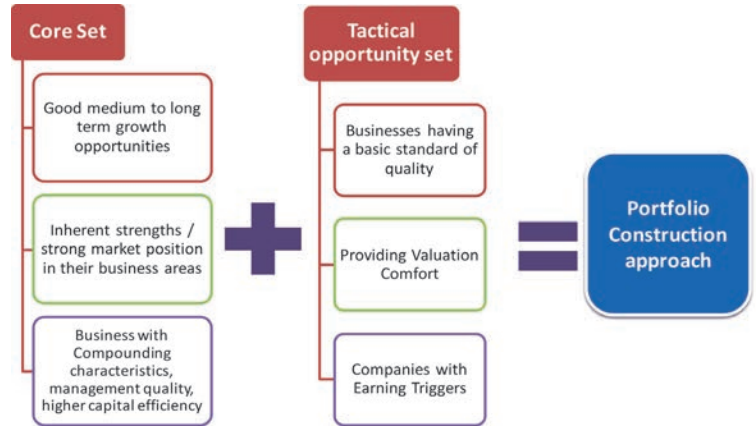 Core Set
Good medium to long
term growth
opportunities
Inherent strengths /
strong market position
in their business areas
Business with
Compounding
characteristics,
management quality,
higher capital efficiency
Tactical
opportunity set
Businesses having
a basic standard of
quality
Providing Valuation
Comfort
Companies with
Earning Triggers
Portfolio
Construction
approach